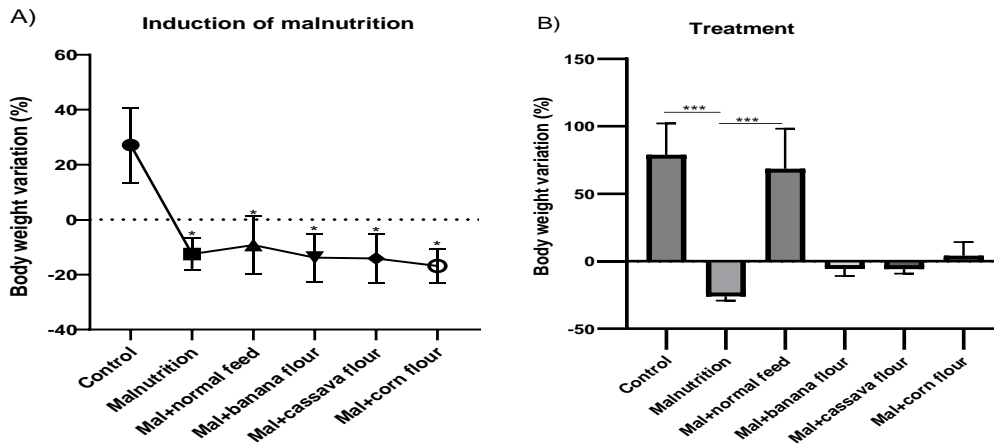 A)
Induction of malnutrition
Body weight variation (%)
60
40
20
0
-20
-40
*
*
*
*
*
Control
Malnutrition
Mal+normal feed
Mal+banana flour
Mal+cassava flour
Mal+corn flour
B)
Treatment
Body weight variation (%)
150
100
50
0
-50
***
***
Control
Malnutrition
Mal+normal feed
Mal+banana flour
Mal+cassava flour
Mal+corn flour